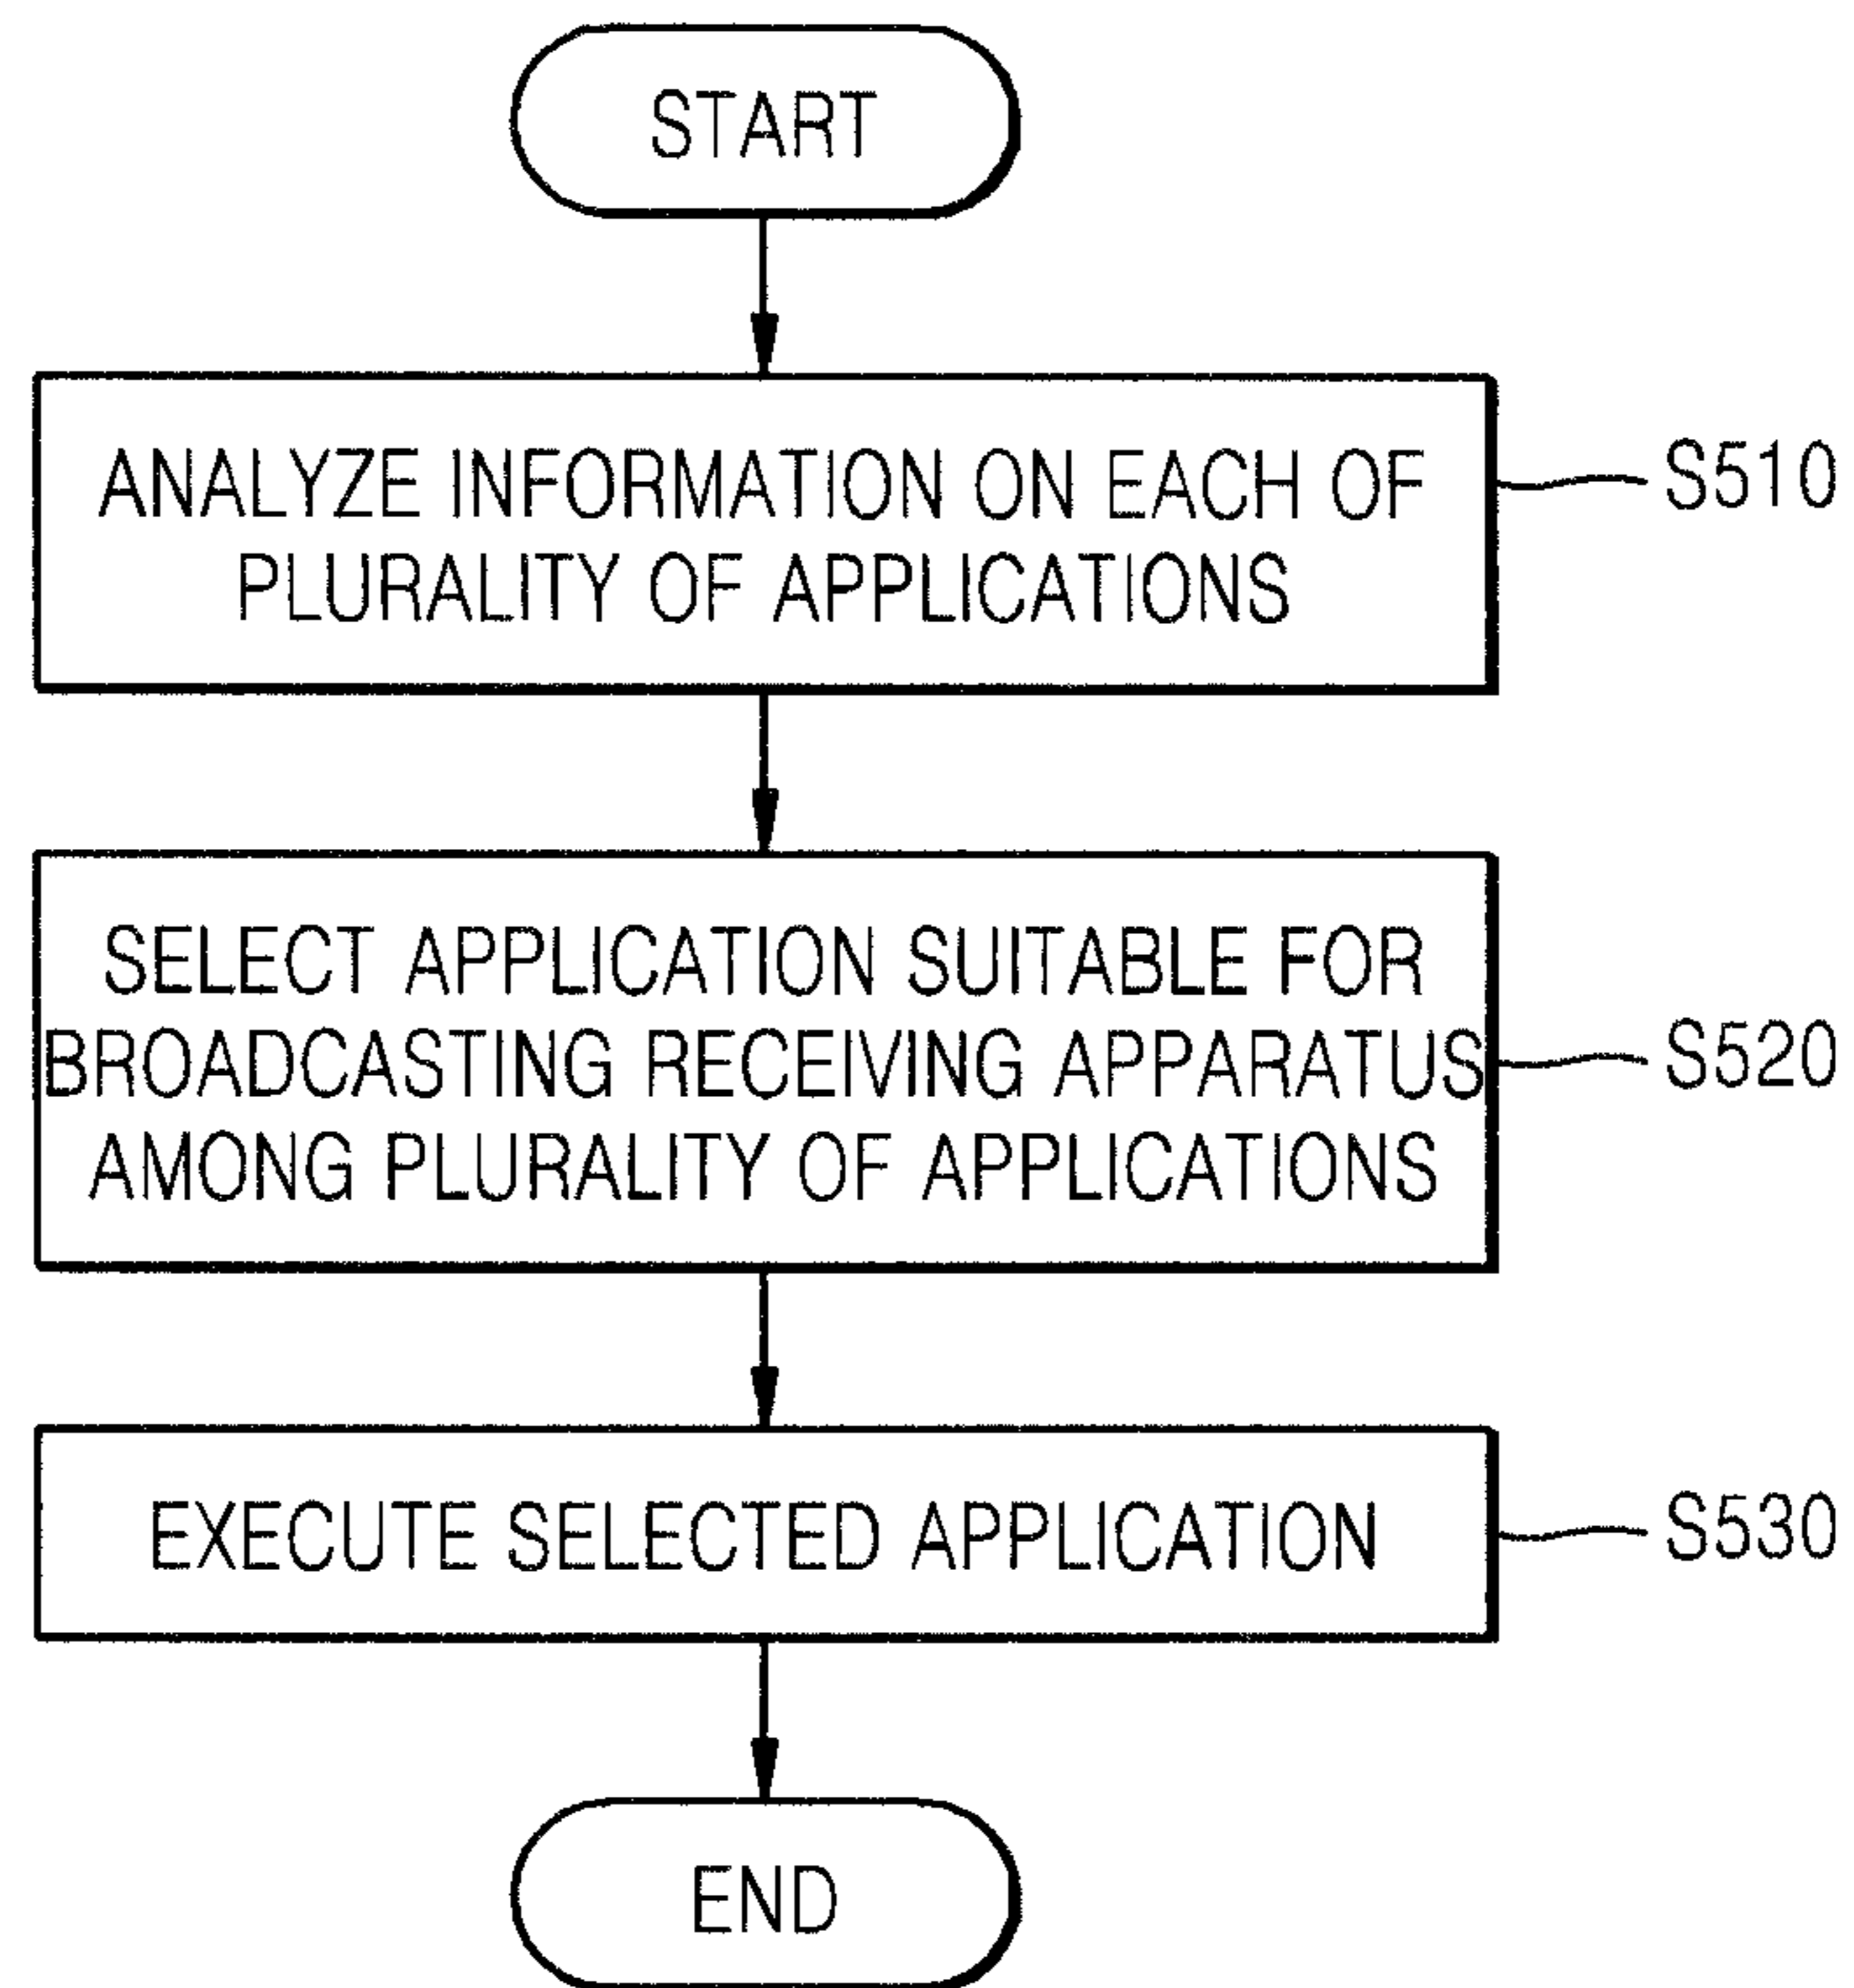 START
ANALYZE INFORMATION ON EACH OF
PLURALITY OF APPLICATIONS
S510
SELECT APPLICATION SUITABLE FOR
BROADCASTING RECEIVING APPARATUS
AMONG PLURALITY OF APPLICATIONS
S520
EXECUTE SELECTED APPLICATION
S530
END